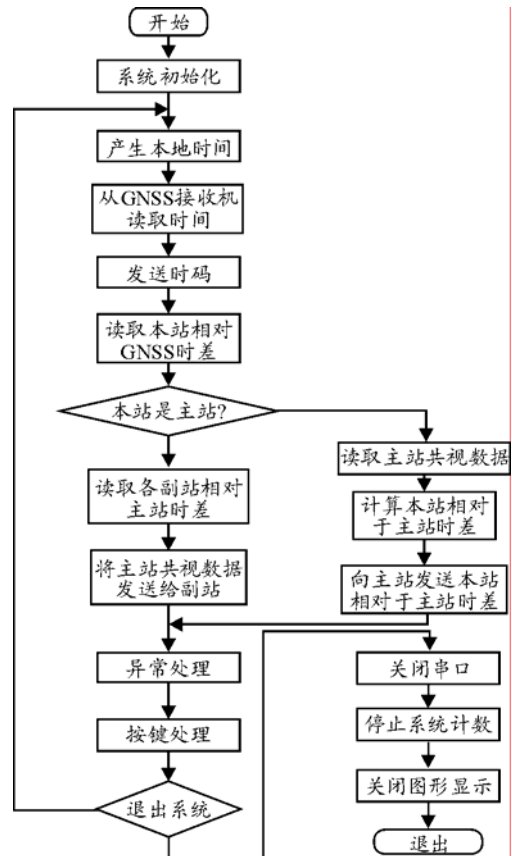 开始
系统初始化
产生本地时间
从GNSS接收机
读取时间
发送时码
读取本站相对
GNSS时差
本站是主站?
读取各副站相对
主站时差
将主站共视数据
发送给副站
读取主站共视数据
计算本站相对
于主站时差
向主站发送本站
相对于主站时差
异常处理
按键处理
退出系统
关闭串口
停止系统计数
关闭图形显示
退出